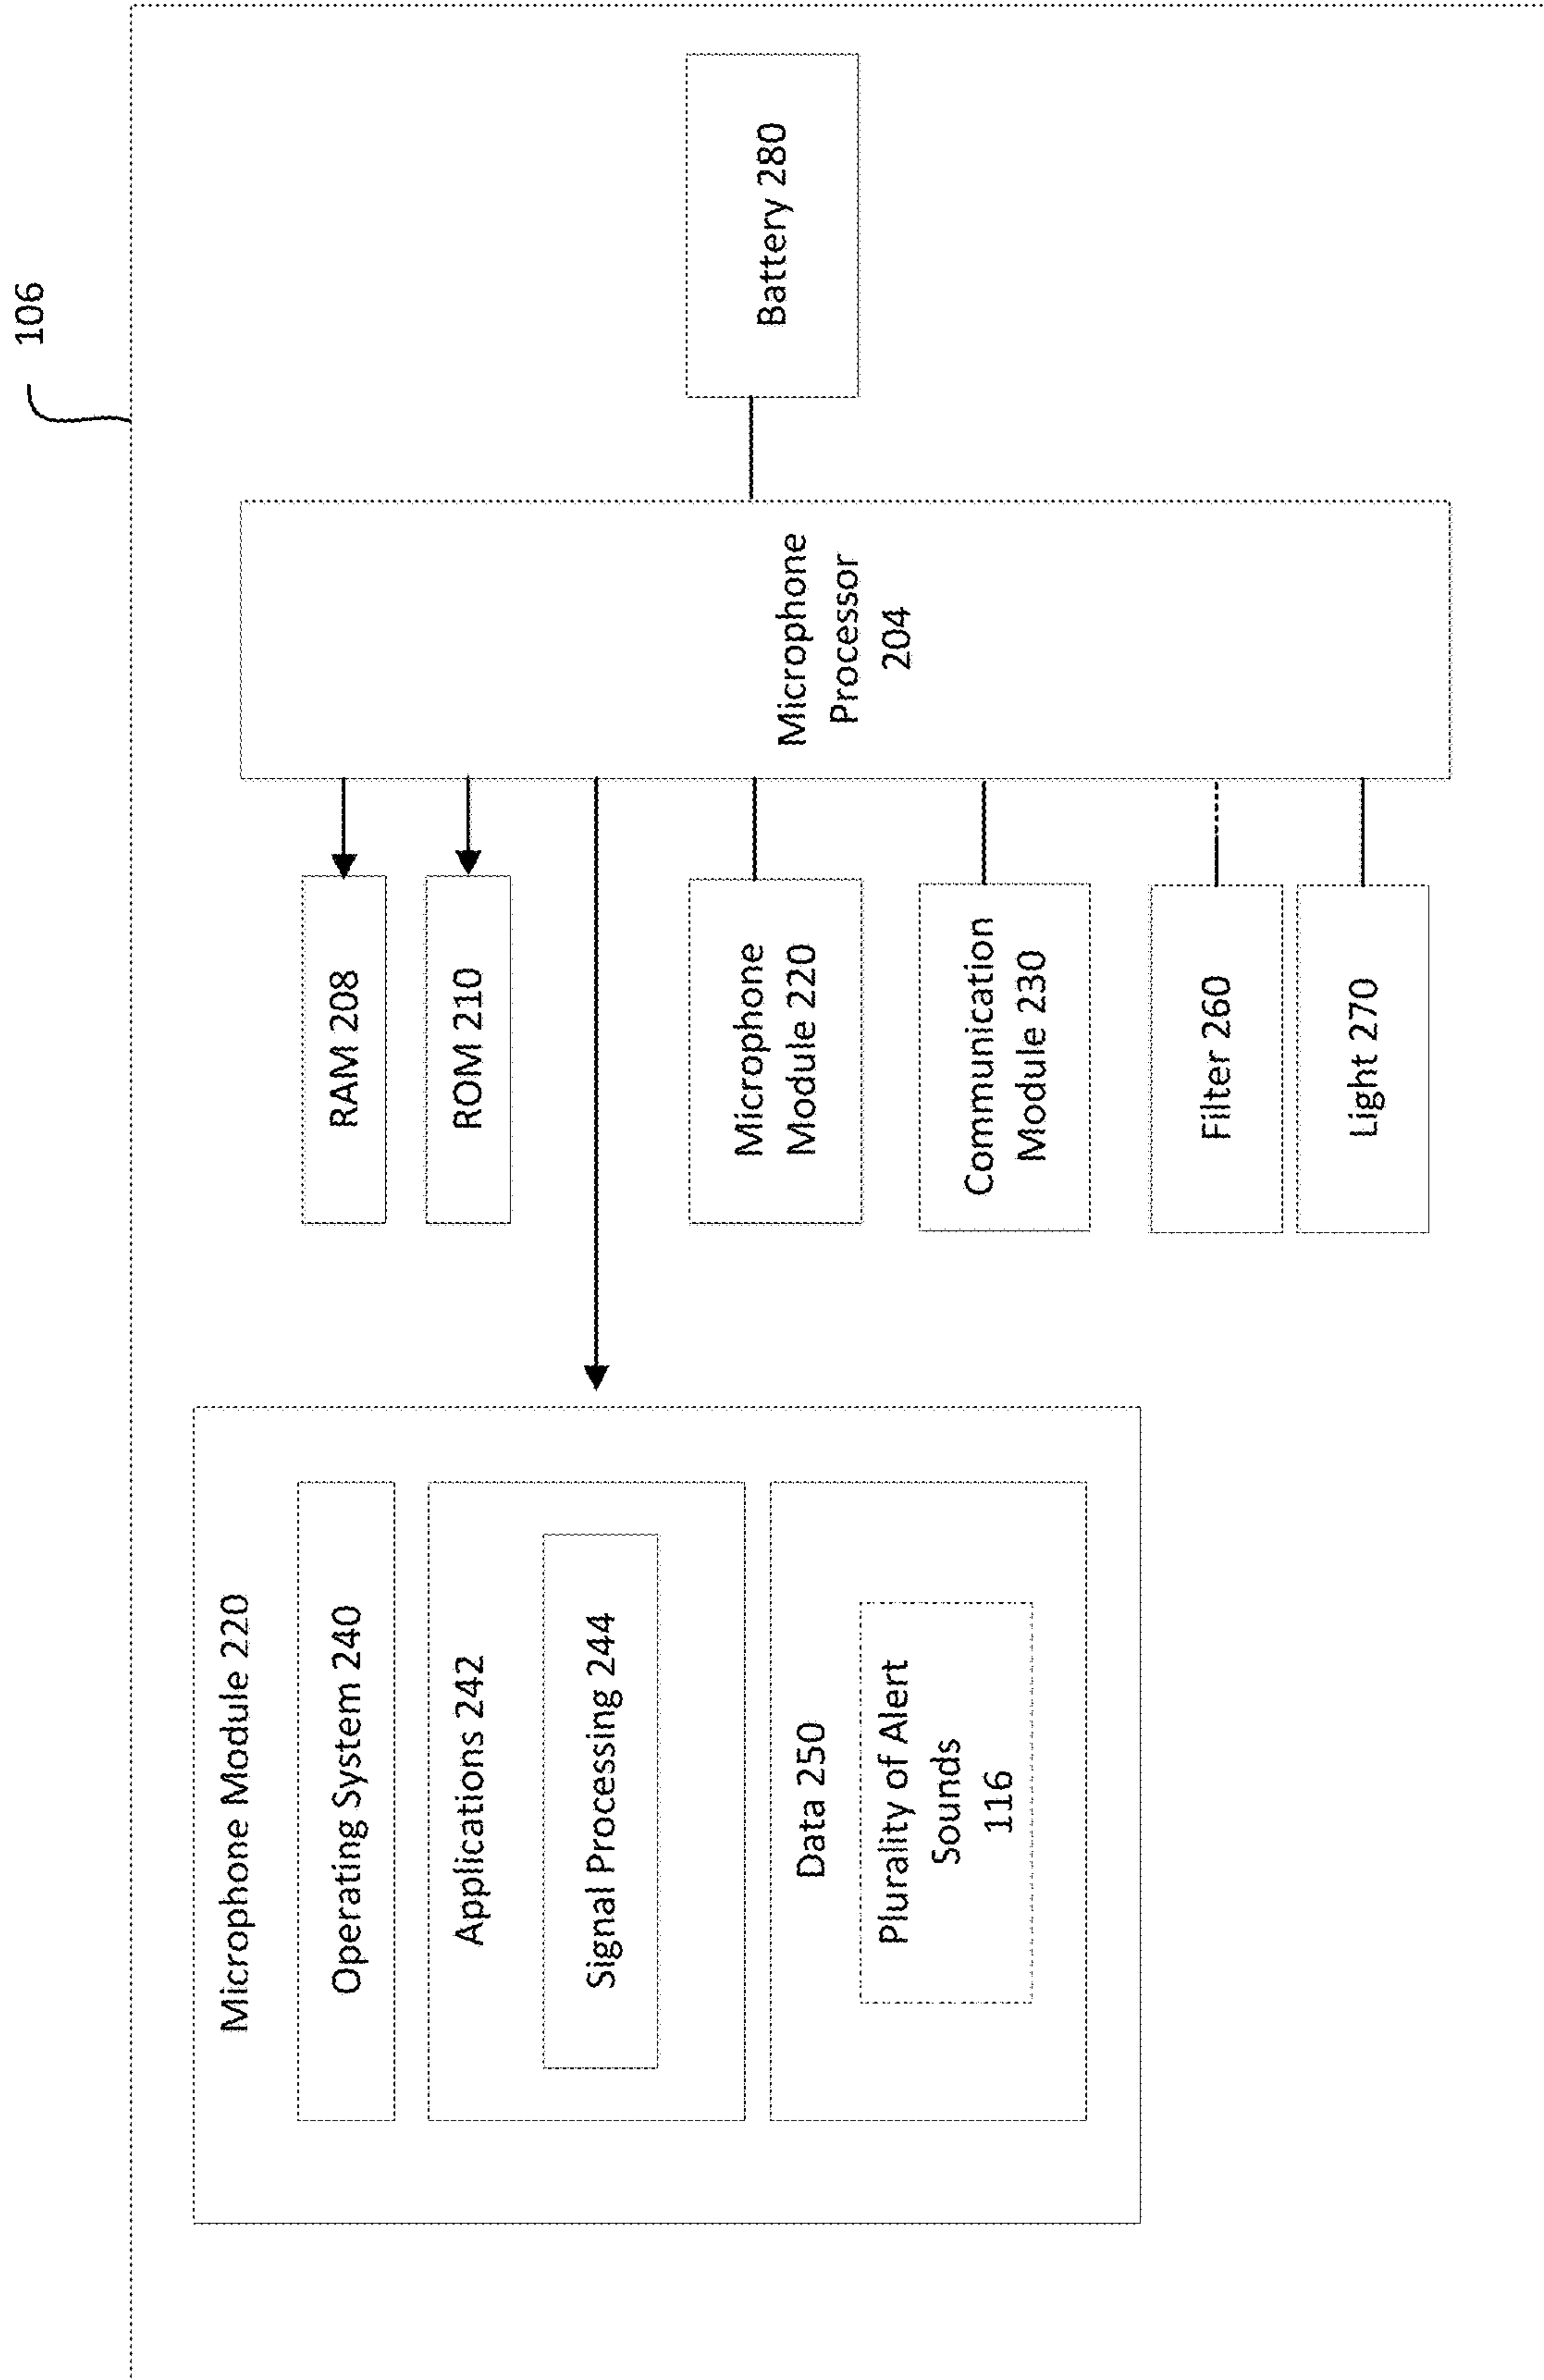 106
Microphone Module 220
Operating System 240
Applications 242
Signal Processing 244
Data 250
Plurality of Alert
Sounds
116
RAM 208
ROM 210
Microphone
Module 220
Communication
Module 230
Filter 260
Light 270
Microphone
Processor
204
Battery 280